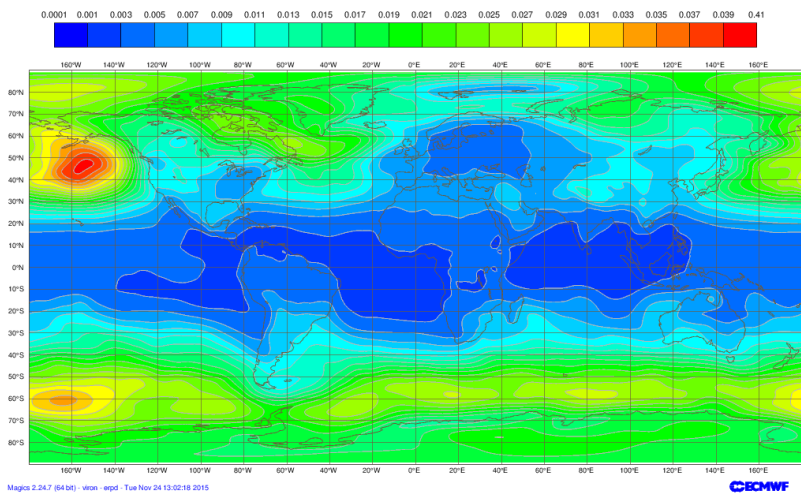 0.0001 0.001 0.003 0.005 0.007 0.009 0.011 0.013 0.015 0.017 0.019 0.021 0.023 0.025 0.027 0.029 0.031 0.033 0.035 0.037 0.039 0.41
160°W 140°W 120°W 100°W 80°W 60°W 40°W 20°W 0°E 20°E 40°E 60°E 80°E 100°E 120°E 140°E 160°E
80°N
70°N
60°N
50°N
40°N
30°N
20°N
10°N
0°N
10°S
20°S
30°S
40°S
50°S
60°S
70°S
80°S
160°W 140°W 120°W 100°W 80°W 60°W 40°W 20°W 0°E 20°E 40°E 60°E 80°E 100°E 120°E 140°E 160°E
Magics 2.24.7 (64 bit) - viron - erpd - Tue Nov 24 13:02:18 2015
ECMWF